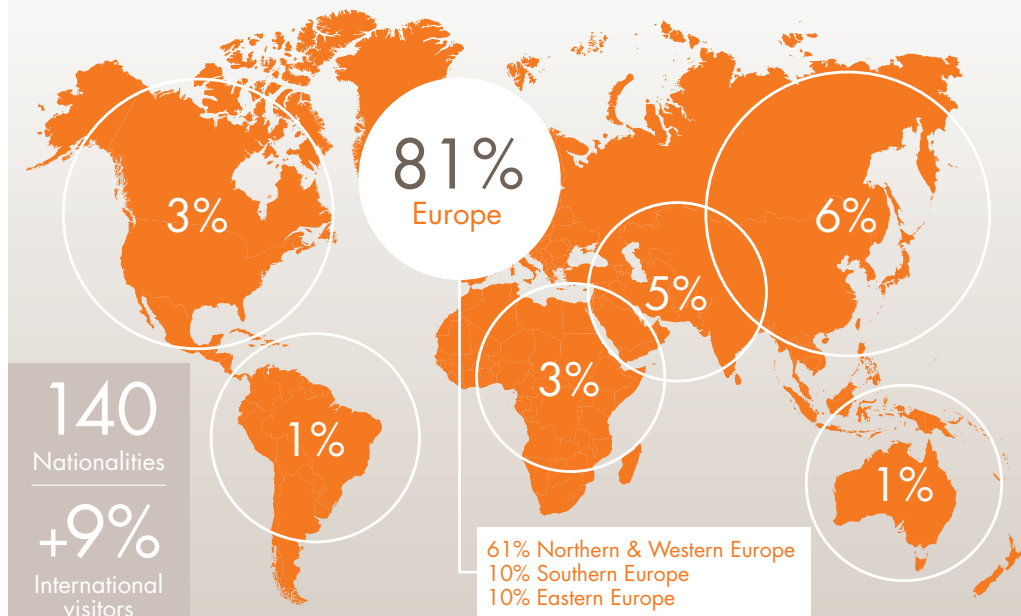 81%
Europe
3%
6%
5%
3%
1%
1%
140
Nationalities
+9%
International
visitors
61% Northern & Western Europe
10% Southern Europe
10% Eastern Europe